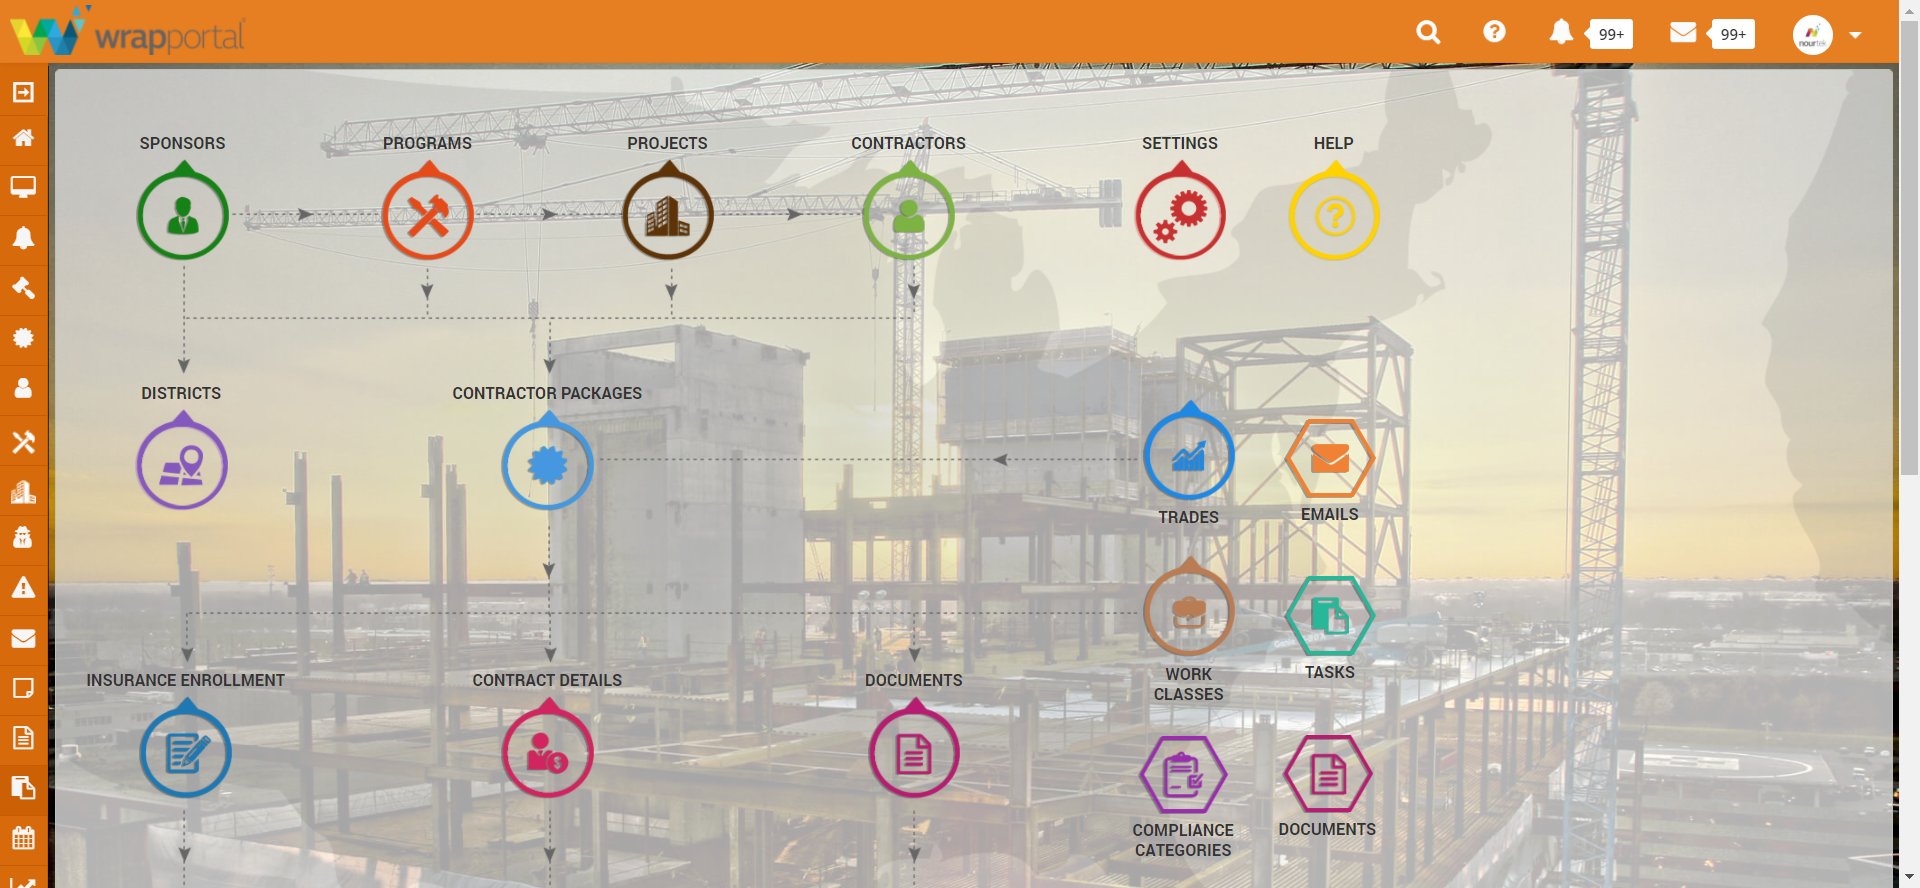 wrapportal
99+
99+
nourtek
SPONSORS
PROGRAMS
PROJECTS
CONTRACTORS
SETTINGS
HELP
DISTRICTS
CONTRACTOR PACKAGES
TRADES
EMAILS
INSURANCE ENROLLMENT
CONTRACT DETAILS
DOCUMENTS
WORK
CLASSES
TASKS
COMPLIANCE
CATEGORIES
DOCUMENTS